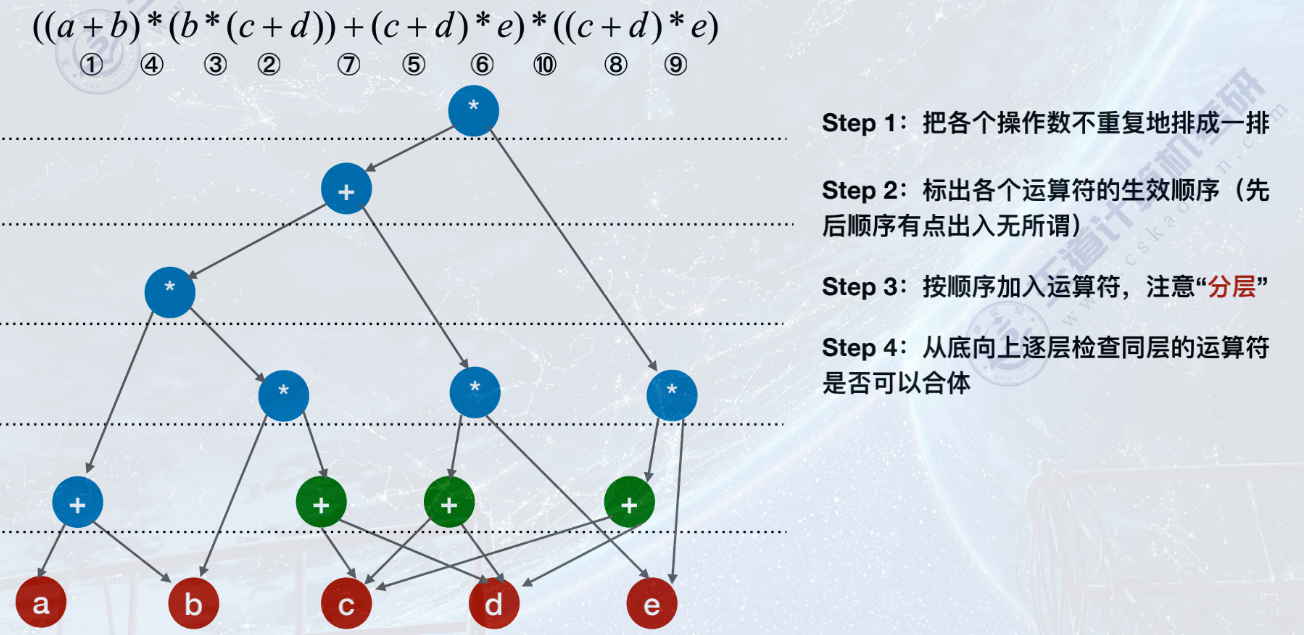 ((a+b)*(b*(c+d))+(c+d)*e)*((c+d)*e)
① ④ ③ ② ⑦ ⑤ ⑥ ⑩ ⑧ ⑨
*
+
*
* * *
+ + + +
a b c d e
Step 1：把各个操作数不重复地排成一排
Step 2：标出各个运算符的生效顺序（先
后顺序有点出入无所谓）
Step 3：按顺序加入运算符，注意“分层”
Step 4：从底向上逐层检查同层的运算符
是否可以合体
王道计算机考研
www.cskaoyan.com